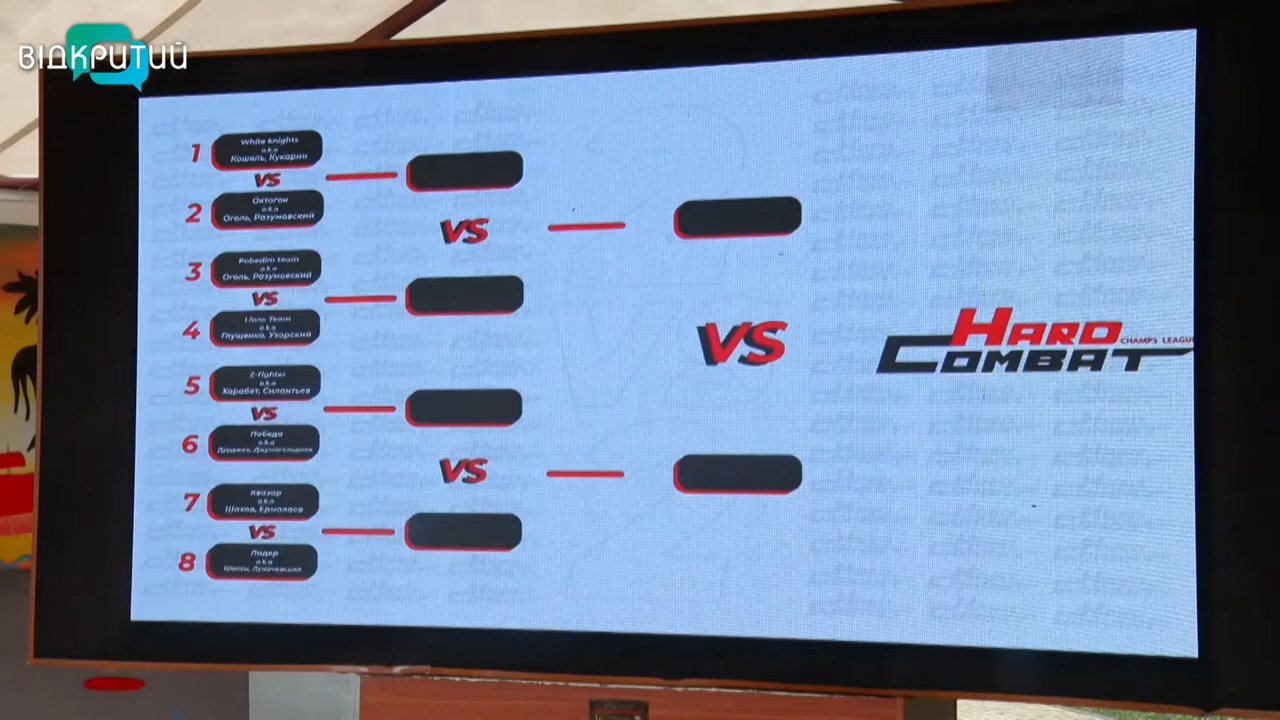 ВІДКРИТИЙ
1
White knights
a.k.a
Кошель, Кукарин
VS
2
Октагон
a.k.a
Оголь, Разумовский
3
Pobedim team
a.k.a
Оголь, Разумовский
VS
4
Lions Team
a.k.a
Глущенко, Ухорский
5
Z-fighter
a.k.a
Харабет, Силантьев
VS
6
Победа
a.k.a
7
Квазар
a.k.a
Шахов, Ермолаев
VS
8
Лидер
a.k.a
VS
VS
VS
HARD
CHAMPS LEAGU
COMBAT